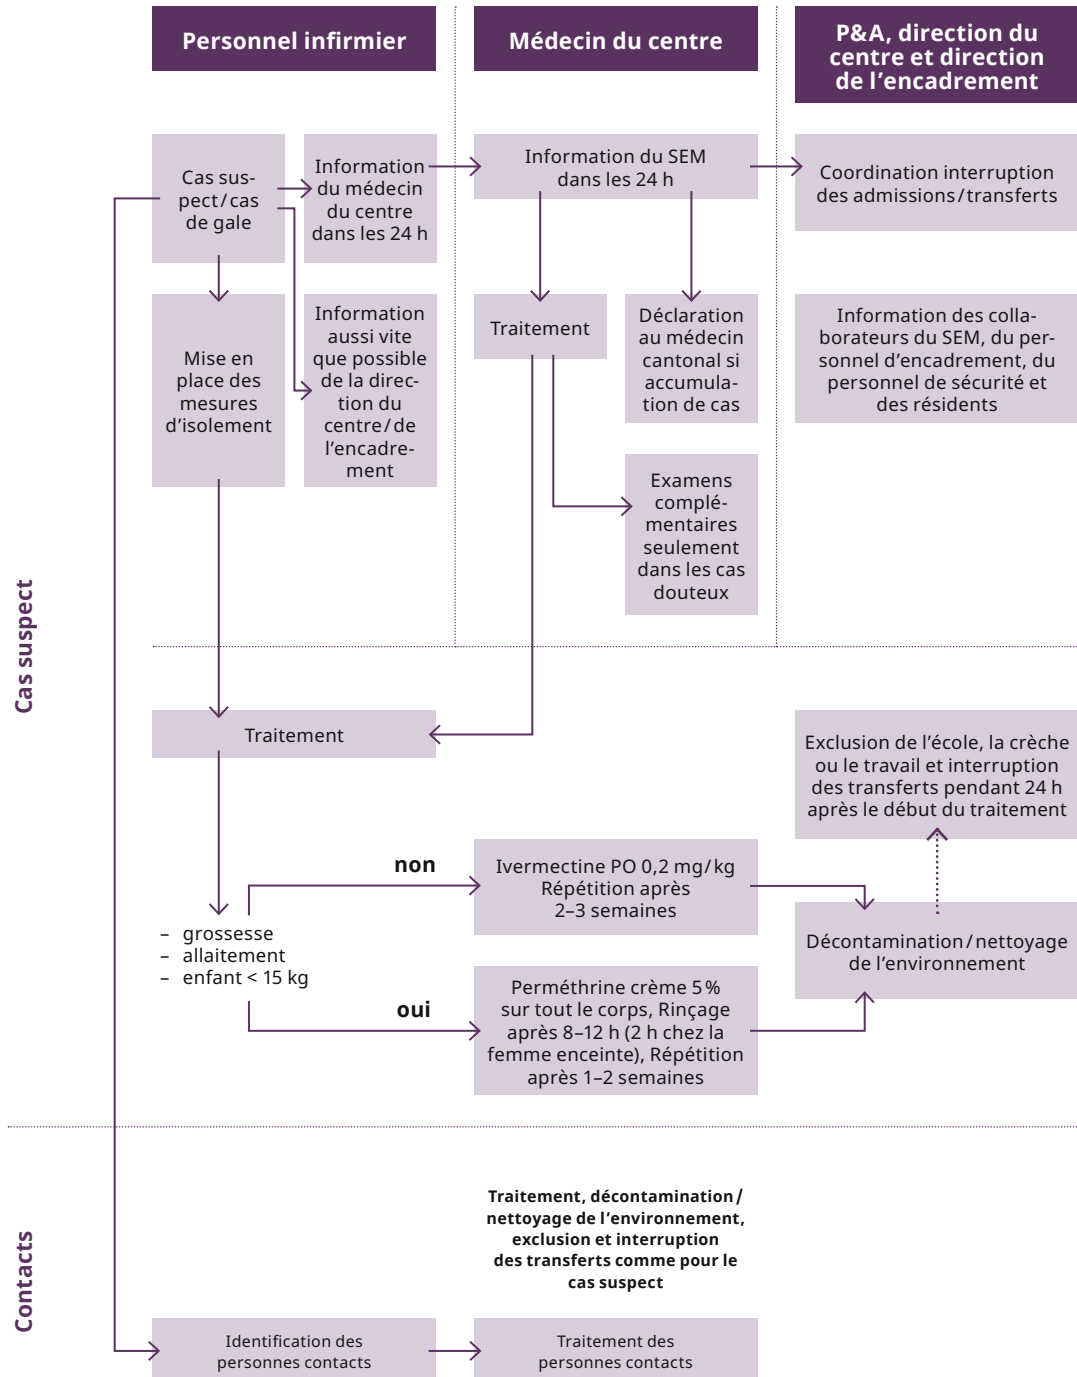 Personnel infirmier
Médecin du centre
P&A, direction du
centre et direction
de l’encadrement
Cas suspect
Cas sus-
pect/cas
de gale
Information
du médecin
du centre
dans les 24 h
Information du SEM
dans les 24 h
Coordination interruption
des admissions/transferts
Mise en
place des
mesures
d’isolement
Information
aussi vite
que possible
de la direc-
tion du
centre/de
l’encadre-
ment
Traitement
Déclaration
au médecin
cantonal si
accumula-
tion de cas
Information des colla-
borateurs du SEM, du per-
sonnel d’encadrement, du
personnel de sécurité et
des résidents
Examens
complé-
mentaires
seulement
dans les cas
douteux
Traitement
Exclusion de l’école, la crèche
ou le travail et interruption
des transferts pendant 24 h
après le début du traitement
– grossesse
– allaitement
– enfant < 15 kg
non
Ivermectine PO 0,2 mg/kg
Répétition après
2–3 semaines
oui
Perméthrine crème 5 %
sur tout le corps, Rinçage
après 8–12 h (2 h chez la
femme enceinte), Répétition
après 1–2 semaines
Décontamination/nettoyage
de l’environnement
Contacts
Traitement, décontamination/
nettoyage de l’environnement,
exclusion et interruption
des transferts comme pour le
cas suspect
Identification des
personnes contacts
Traitement des
personnes contacts